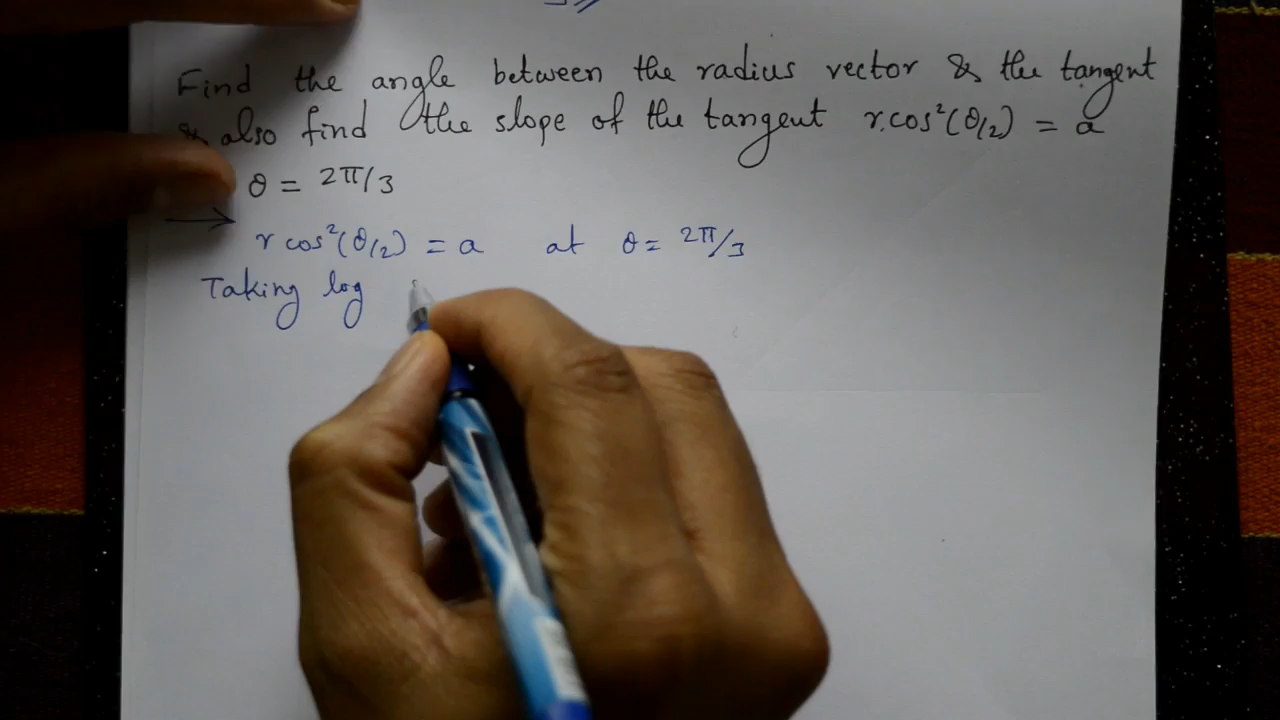 Find the angle between the radius vector & the tangent
& also find the slope of the tangent r.cos²(θ/2) = a
θ = 2π/3
→ r cos²(θ/2) = a at θ = 2π/3
Taking log